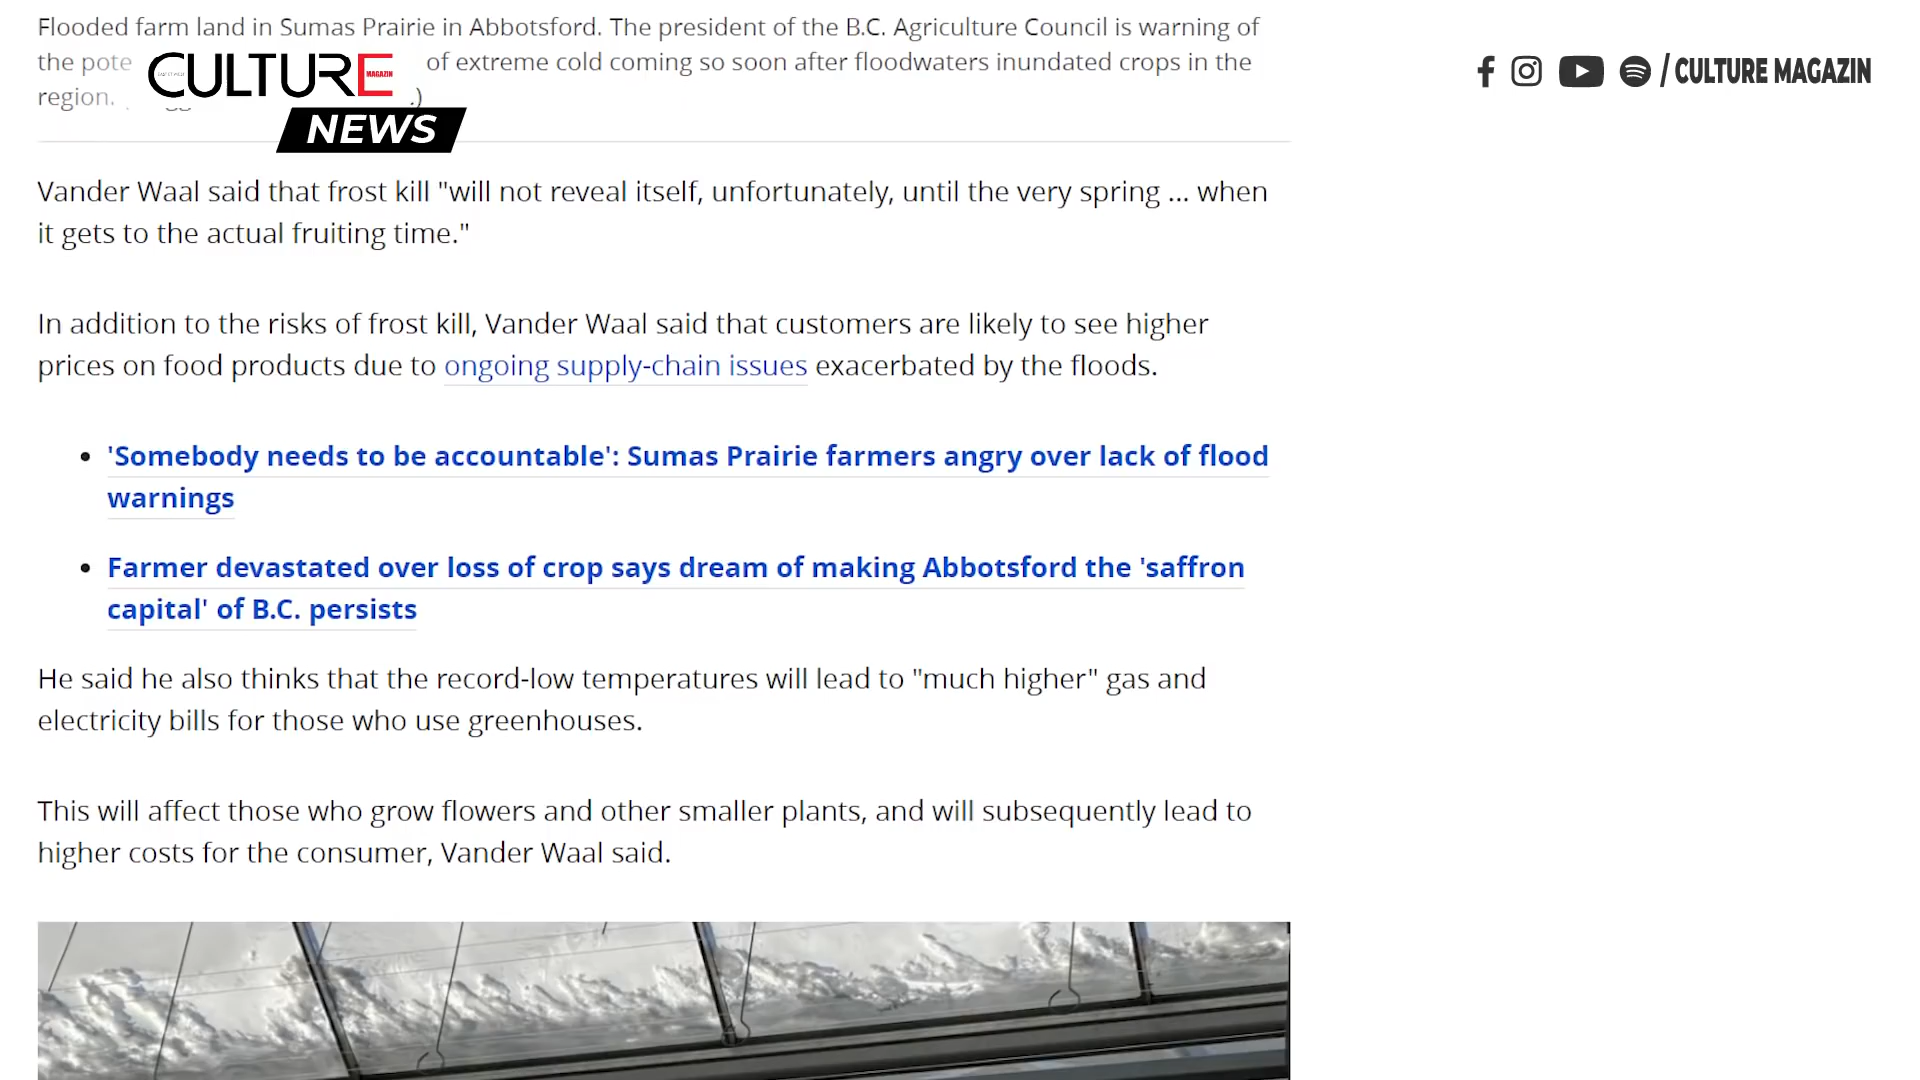 Flooded farm land in Sumas Prairie in Abbotsford. The president of the B.C. Agriculture Council is warning of
the pote of extreme cold coming so soon after floodwaters inundated crops in the
region. .)
CULTURE
MAGAZIN
NEWS
/ CULTURE MAGAZIN
Vander Waal said that frost kill "will not reveal itself, unfortunately, until the very spring ... when
it gets to the actual fruiting time."
In addition to the risks of frost kill, Vander Waal said that customers are likely to see higher
prices on food products due to ongoing supply-chain issues exacerbated by the floods.
• 'Somebody needs to be accountable': Sumas Prairie farmers angry over lack of flood
warnings
• Farmer devastated over loss of crop says dream of making Abbotsford the 'saffron
capital' of B.C. persists
He said he also thinks that the record-low temperatures will lead to "much higher" gas and
electricity bills for those who use greenhouses.
This will affect those who grow flowers and other smaller plants, and will subsequently lead to
higher costs for the consumer, Vander Waal said.